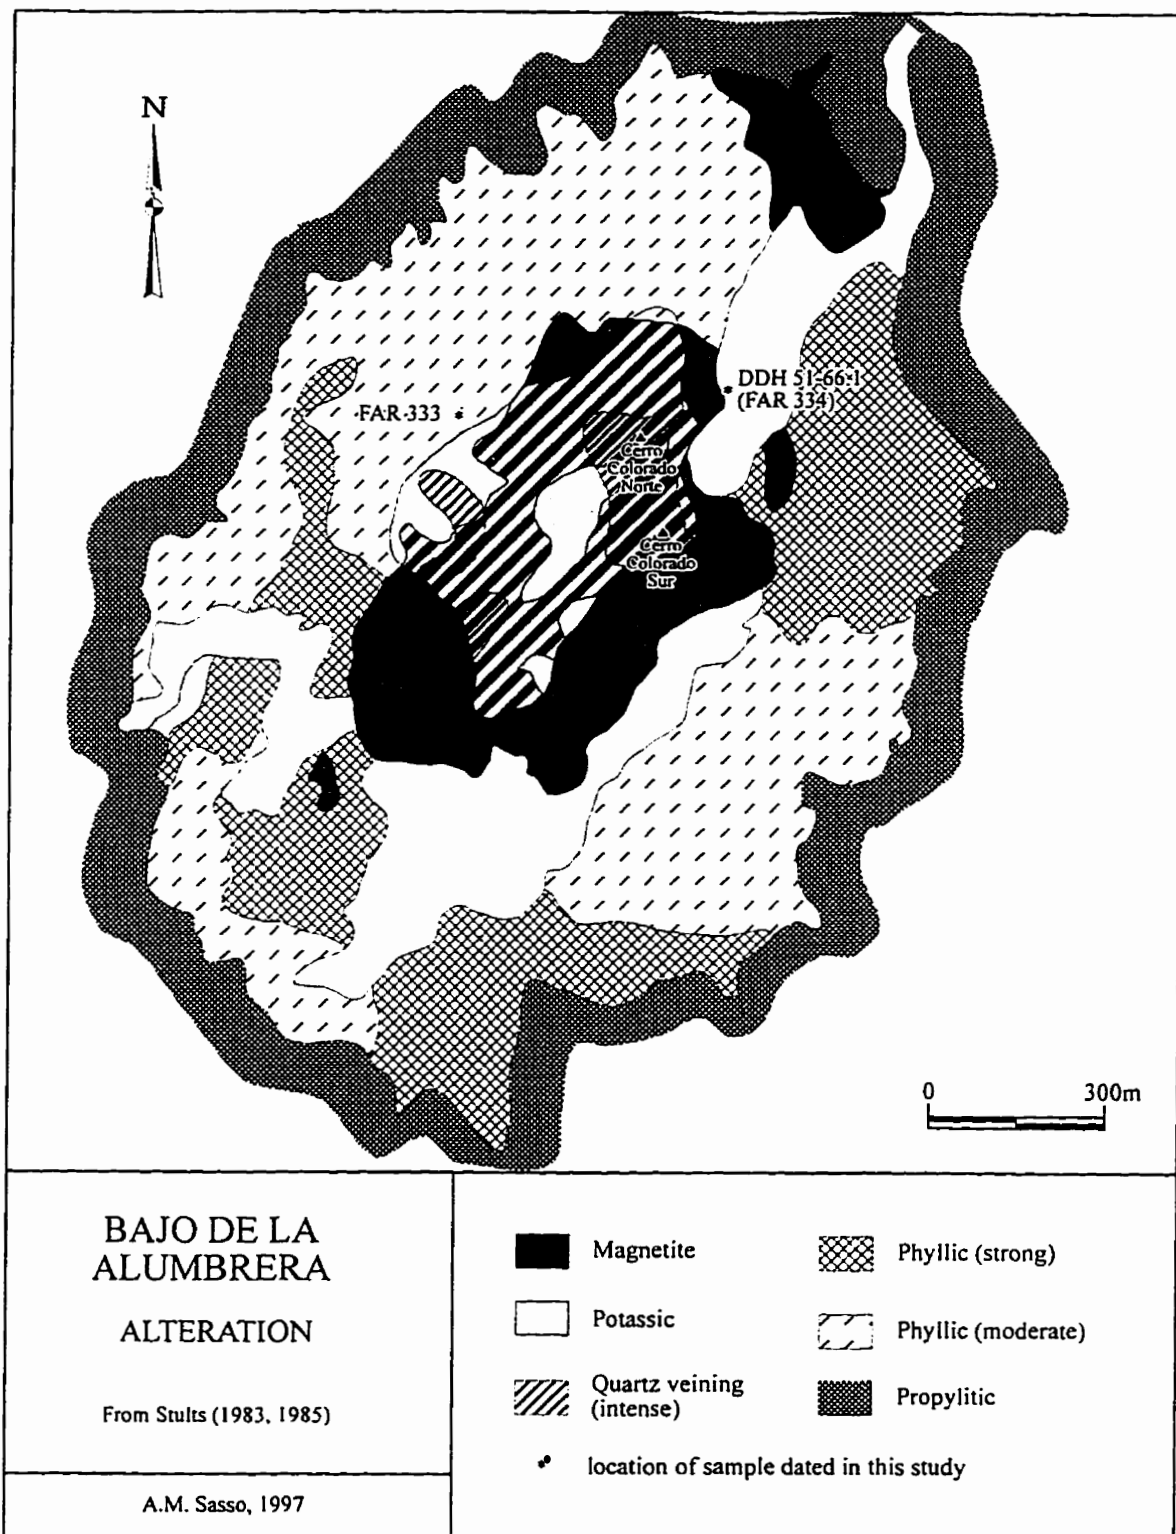 N
DDH 51-66.1
(FAR 334)
FAR 333
Cerro
Colorado
Norte
Cerro
Colorado
Sur
0 300m
BAJO DE LA
ALUMBRERA
ALTERATION
From Stults (1983, 1985)
A.M. Sasso, 1997
Magnetite
Potassic
Quartz veining
(intense)
Phyllic (strong)
Phyllic (moderate)
Propylitic
location of sample dated in this study